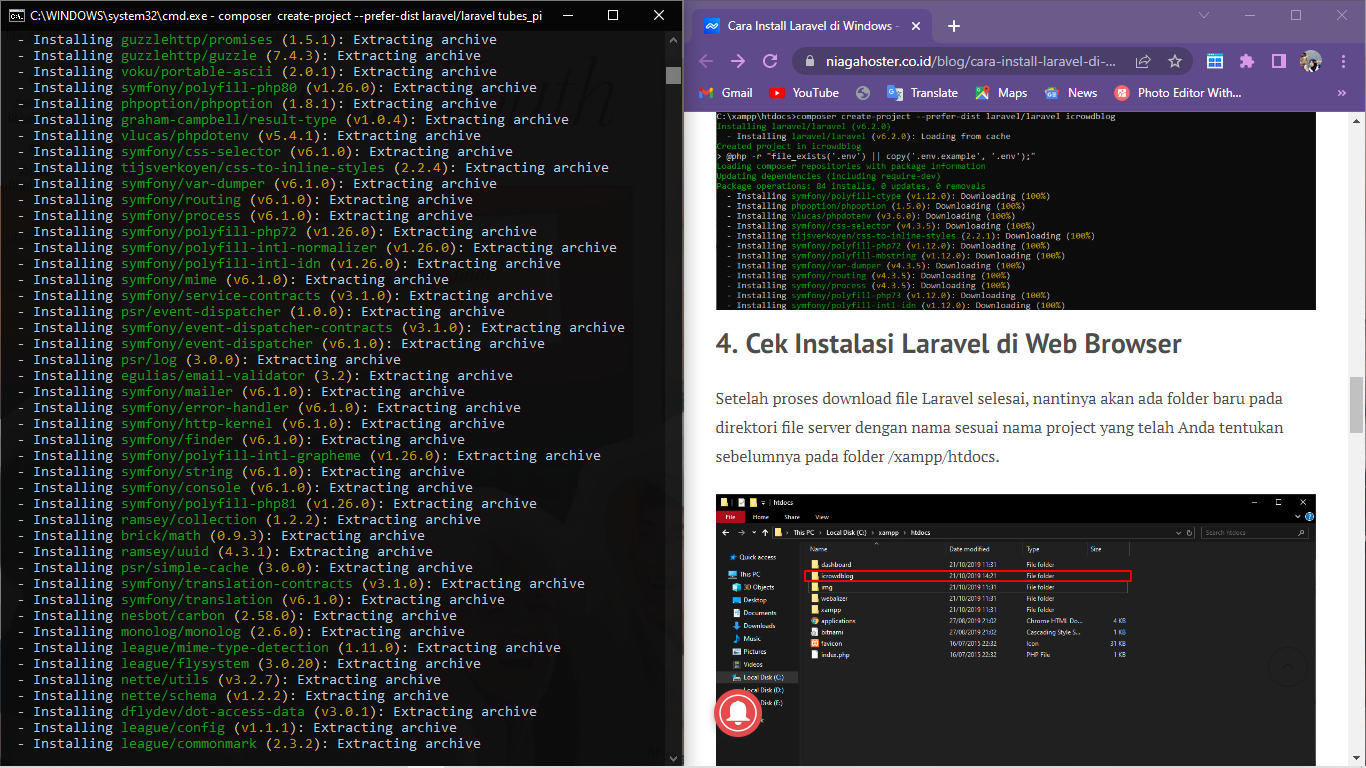 C:\WINDOWS\system32\cmd.exe - composer create-project --prefer-dist laravel/laravel tubes_pi
- Installing guzzlehttp/promises (1.5.1): Extracting archive
- Installing guzzlehttp/guzzle (7.4.3): Extracting archive
- Installing voku/portable-ascii (2.0.1): Extracting archive
- Installing symfony/polyfill-php80 (v1.26.0): Extracting archive
- Installing phpoption/phpoption (1.8.1): Extracting archive
- Installing graham-campbell/result-type (v1.0.4): Extracting archive
- Installing vlucas/phpdotenv (v5.4.1): Extracting archive
- Installing symfony/css-selector (v6.1.0): Extracting archive
- Installing tijsverkoyen/css-to-inline-styles (2.2.4): Extracting archive
- Installing symfony/var-dumper (v6.1.0): Extracting archive
- Installing symfony/routing (v6.1.0): Extracting archive
- Installing symfony/process (v6.1.0): Extracting archive
- Installing symfony/polyfill-php72 (v1.26.0): Extracting archive
- Installing symfony/polyfill-intl-normalizer (v1.26.0): Extracting archive
- Installing symfony/polyfill-intl-idn (v1.26.0): Extracting archive
- Installing symfony/mime (v6.1.0): Extracting archive
- Installing symfony/service-contracts (v3.1.0): Extracting archive
- Installing psr/event-dispatcher (1.0.0): Extracting archive
- Installing symfony/event-dispatcher-contracts (v3.1.0): Extracting archive
- Installing symfony/event-dispatcher (v6.1.0): Extracting archive
- Installing psr/log (3.0.0): Extracting archive
- Installing egulias/email-validator (3.2): Extracting archive
- Installing symfony/mailer (v6.1.0): Extracting archive
- Installing symfony/error-handler (v6.1.0): Extracting archive
- Installing symfony/http-kernel (v6.1.0): Extracting archive
- Installing symfony/finder (v6.1.0): Extracting archive
- Installing symfony/polyfill-intl-grapheme (v1.26.0): Extracting archive
- Installing symfony/string (v6.1.0): Extracting archive
- Installing symfony/console (v6.1.0): Extracting archive
- Installing symfony/polyfill-php81 (v1.26.0): Extracting archive
- Installing ramsey/collection (1.2.2): Extracting archive
- Installing brick/math (0.9.3): Extracting archive
- Installing ramsey/uuid (4.3.1): Extracting archive
- Installing psr/simple-cache (3.0.0): Extracting archive
- Installing symfony/translation-contracts (v3.1.0): Extracting archive
- Installing symfony/translation (v6.1.0): Extracting archive
- Installing nesbot/carbon (2.58.0): Extracting archive
- Installing monolog/monolog (2.6.0): Extracting archive
- Installing league/mime-type-detection (1.11.0): Extracting archive
- Installing league/flysystem (3.0.20): Extracting archive
- Installing nette/utils (v3.2.7): Extracting archive
- Installing nette/schema (v1.2.2): Extracting archive
- Installing dflydev/dot-access-data (v3.0.1): Extracting archive
- Installing league/config (v1.1.1): Extracting archive
- Installing league/commonmark (2.3.2): Extracting archive
Cara Install Laravel di Windows -
niagahoster.co.id/blog/cara-install-laravel-di-...
Gmail YouTube Translate Maps News Photo Editor With...
C:\xampp\htdocs>composer create-project --prefer-dist laravel/laravel icrowdblog
Installing laravel/laravel (v6.2.0)
- Installing laravel/laravel (v6.2.0): Loading from cache
Created project in icrowdblog
> @php -r "file_exists('.env') || copy('.env.example', '.env');"
Loading composer repositories with package information
Updating dependencies (including require-dev)
Package operations: 84 installs, 0 updates, 0 removals
- Installing symfony/polyfill-ctype (v1.12.0): Downloading (100%)
- Installing phpoption/phpoption (1.5.0): Downloading (100%)
- Installing vlucas/phpdotenv (v3.6.0): Downloading (100%)
- Installing symfony/css-selector (v4.3.5): Downloading (100%)
- Installing tijsverkoyen/css-to-inline-styles (2.2.1): Downloading (100%)
- Installing symfony/polyfill-php72 (v1.12.0): Downloading (100%)
- Installing symfony/polyfill-mbstring (v1.12.0): Downloading (100%)
- Installing symfony/var-dumper (v4.3.5): Downloading (100%)
- Installing symfony/routing (v4.3.5): Downloading (100%)
- Installing symfony/process (v4.3.5): Downloading (100%)
- Installing symfony/polyfill-php73 (v1.12.0): Downloading (100%)
- Installing symfony/polyfill-intl-idn (v1.12.0): Downloading (100%)
4. Cek Instalasi Laravel di Web Browser
Setelah proses download file Laravel selesai, nantinya akan ada folder baru pada
direktori file server dengan nama sesuai nama project yang telah Anda tentukan
sebelumnya pada folder /xampp/htdocs.
htdocs
File Home Share View
This PC > Local Disk (C:) > xampp > htdocs
Search htdocs
Quick access
This PC
3D Objects
Desktop
Documents
Downloads
Music
Pictures
Videos
Local Disk (C:)
Local Disk (D:)
Disk (E:)
Name Date modified Type Size
dashboard 21/10/2019 11:31 File folder
icrowdblog 21/10/2019 14:21 File folder
img 21/10/2019 11:31 File folder
webalizer 21/10/2019 11:31 File folder
xampp 21/10/2019 11:31 File folder
applications 27/08/2019 21:02 Chrome HTML Do... 4 KB
bitnami 27/08/2019 21:02 Cascading Style S... 1 KB
favicon 16/07/2015 22:32 Icon 31 KB
index.php 16/07/2015 22:32 PHP File 1 KB